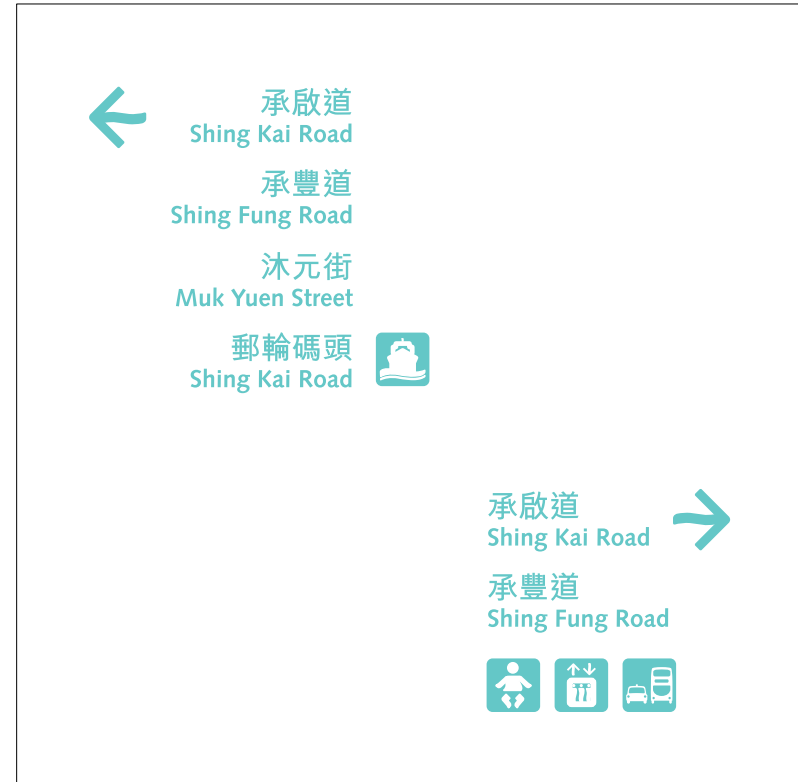 承啟道
Shing Kai Road
承豐道
Shing Fung Road
沐元街
Muk Yuen Street
郵輪碼頭
Shing Kai Road
承啟道
Shing Kai Road
承豐道
Shing Fung Road